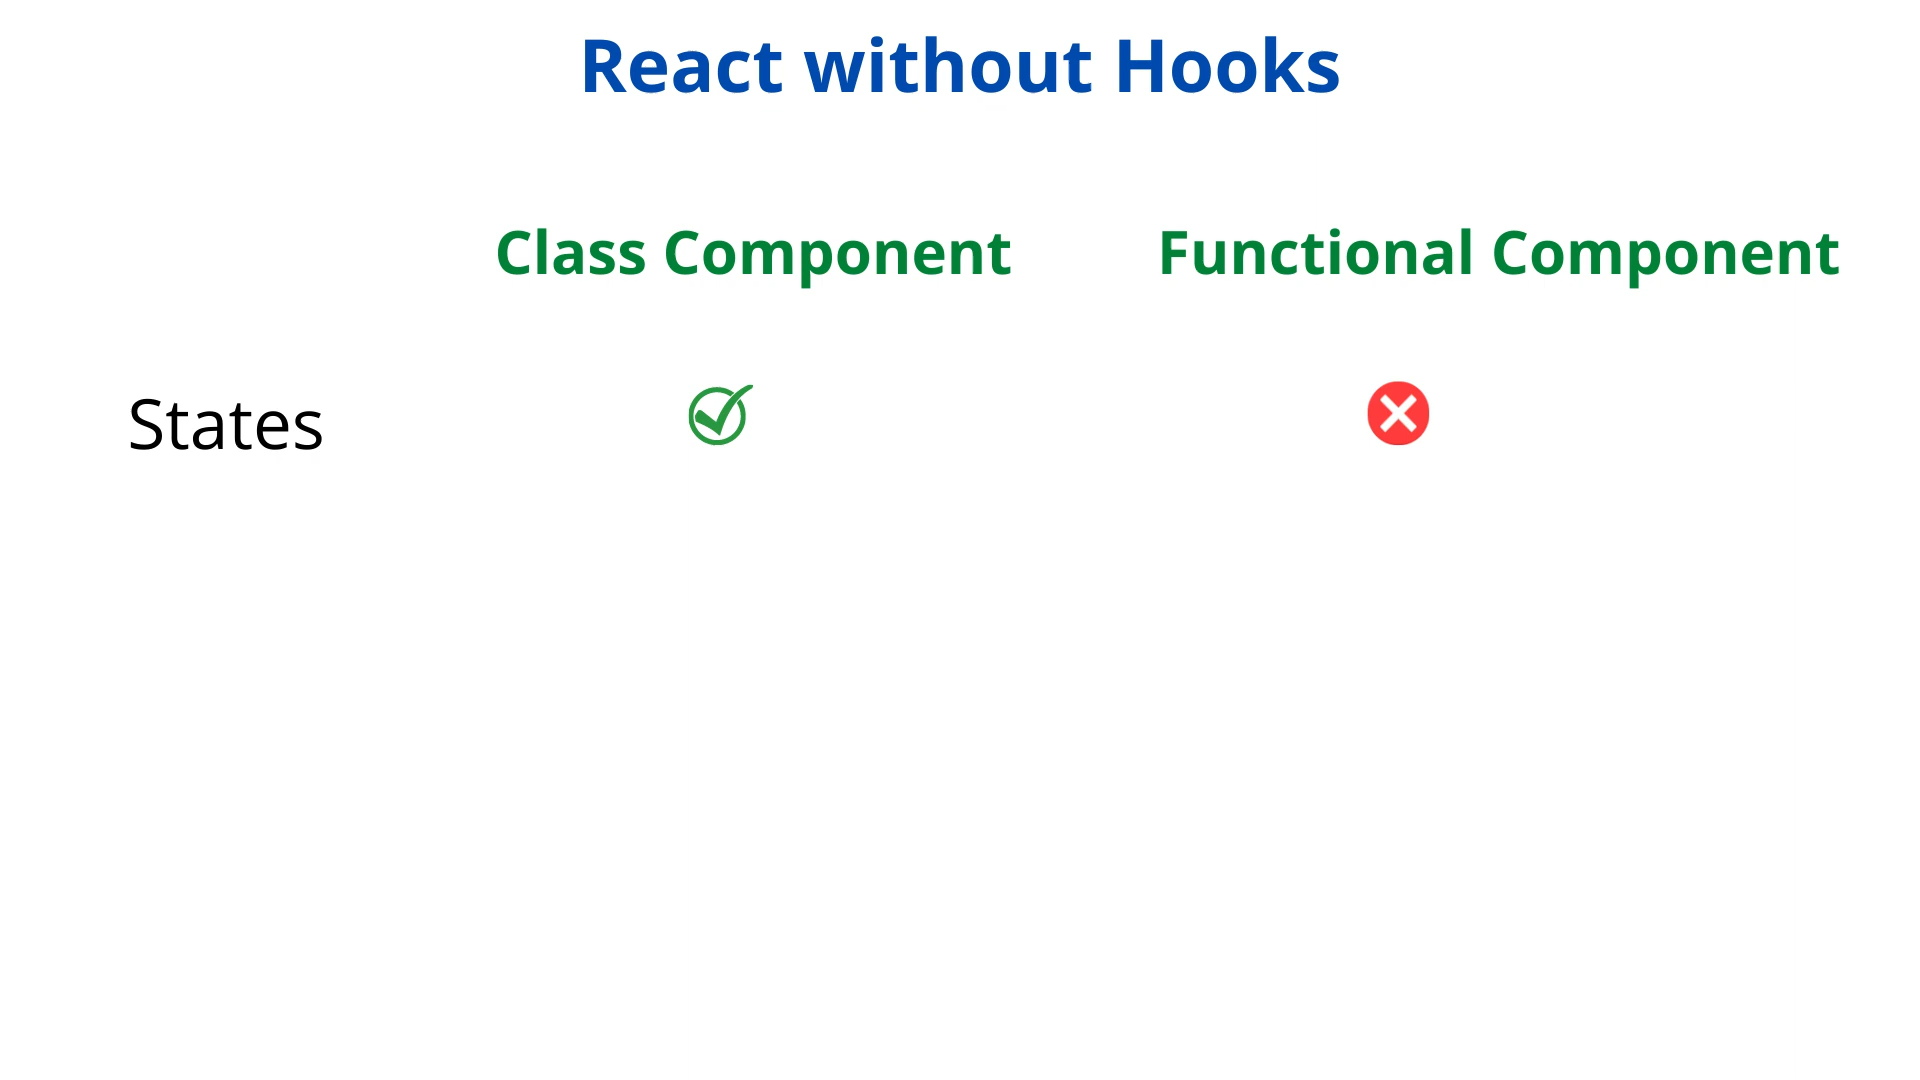 React without Hooks
Class Component
Functional Component
States